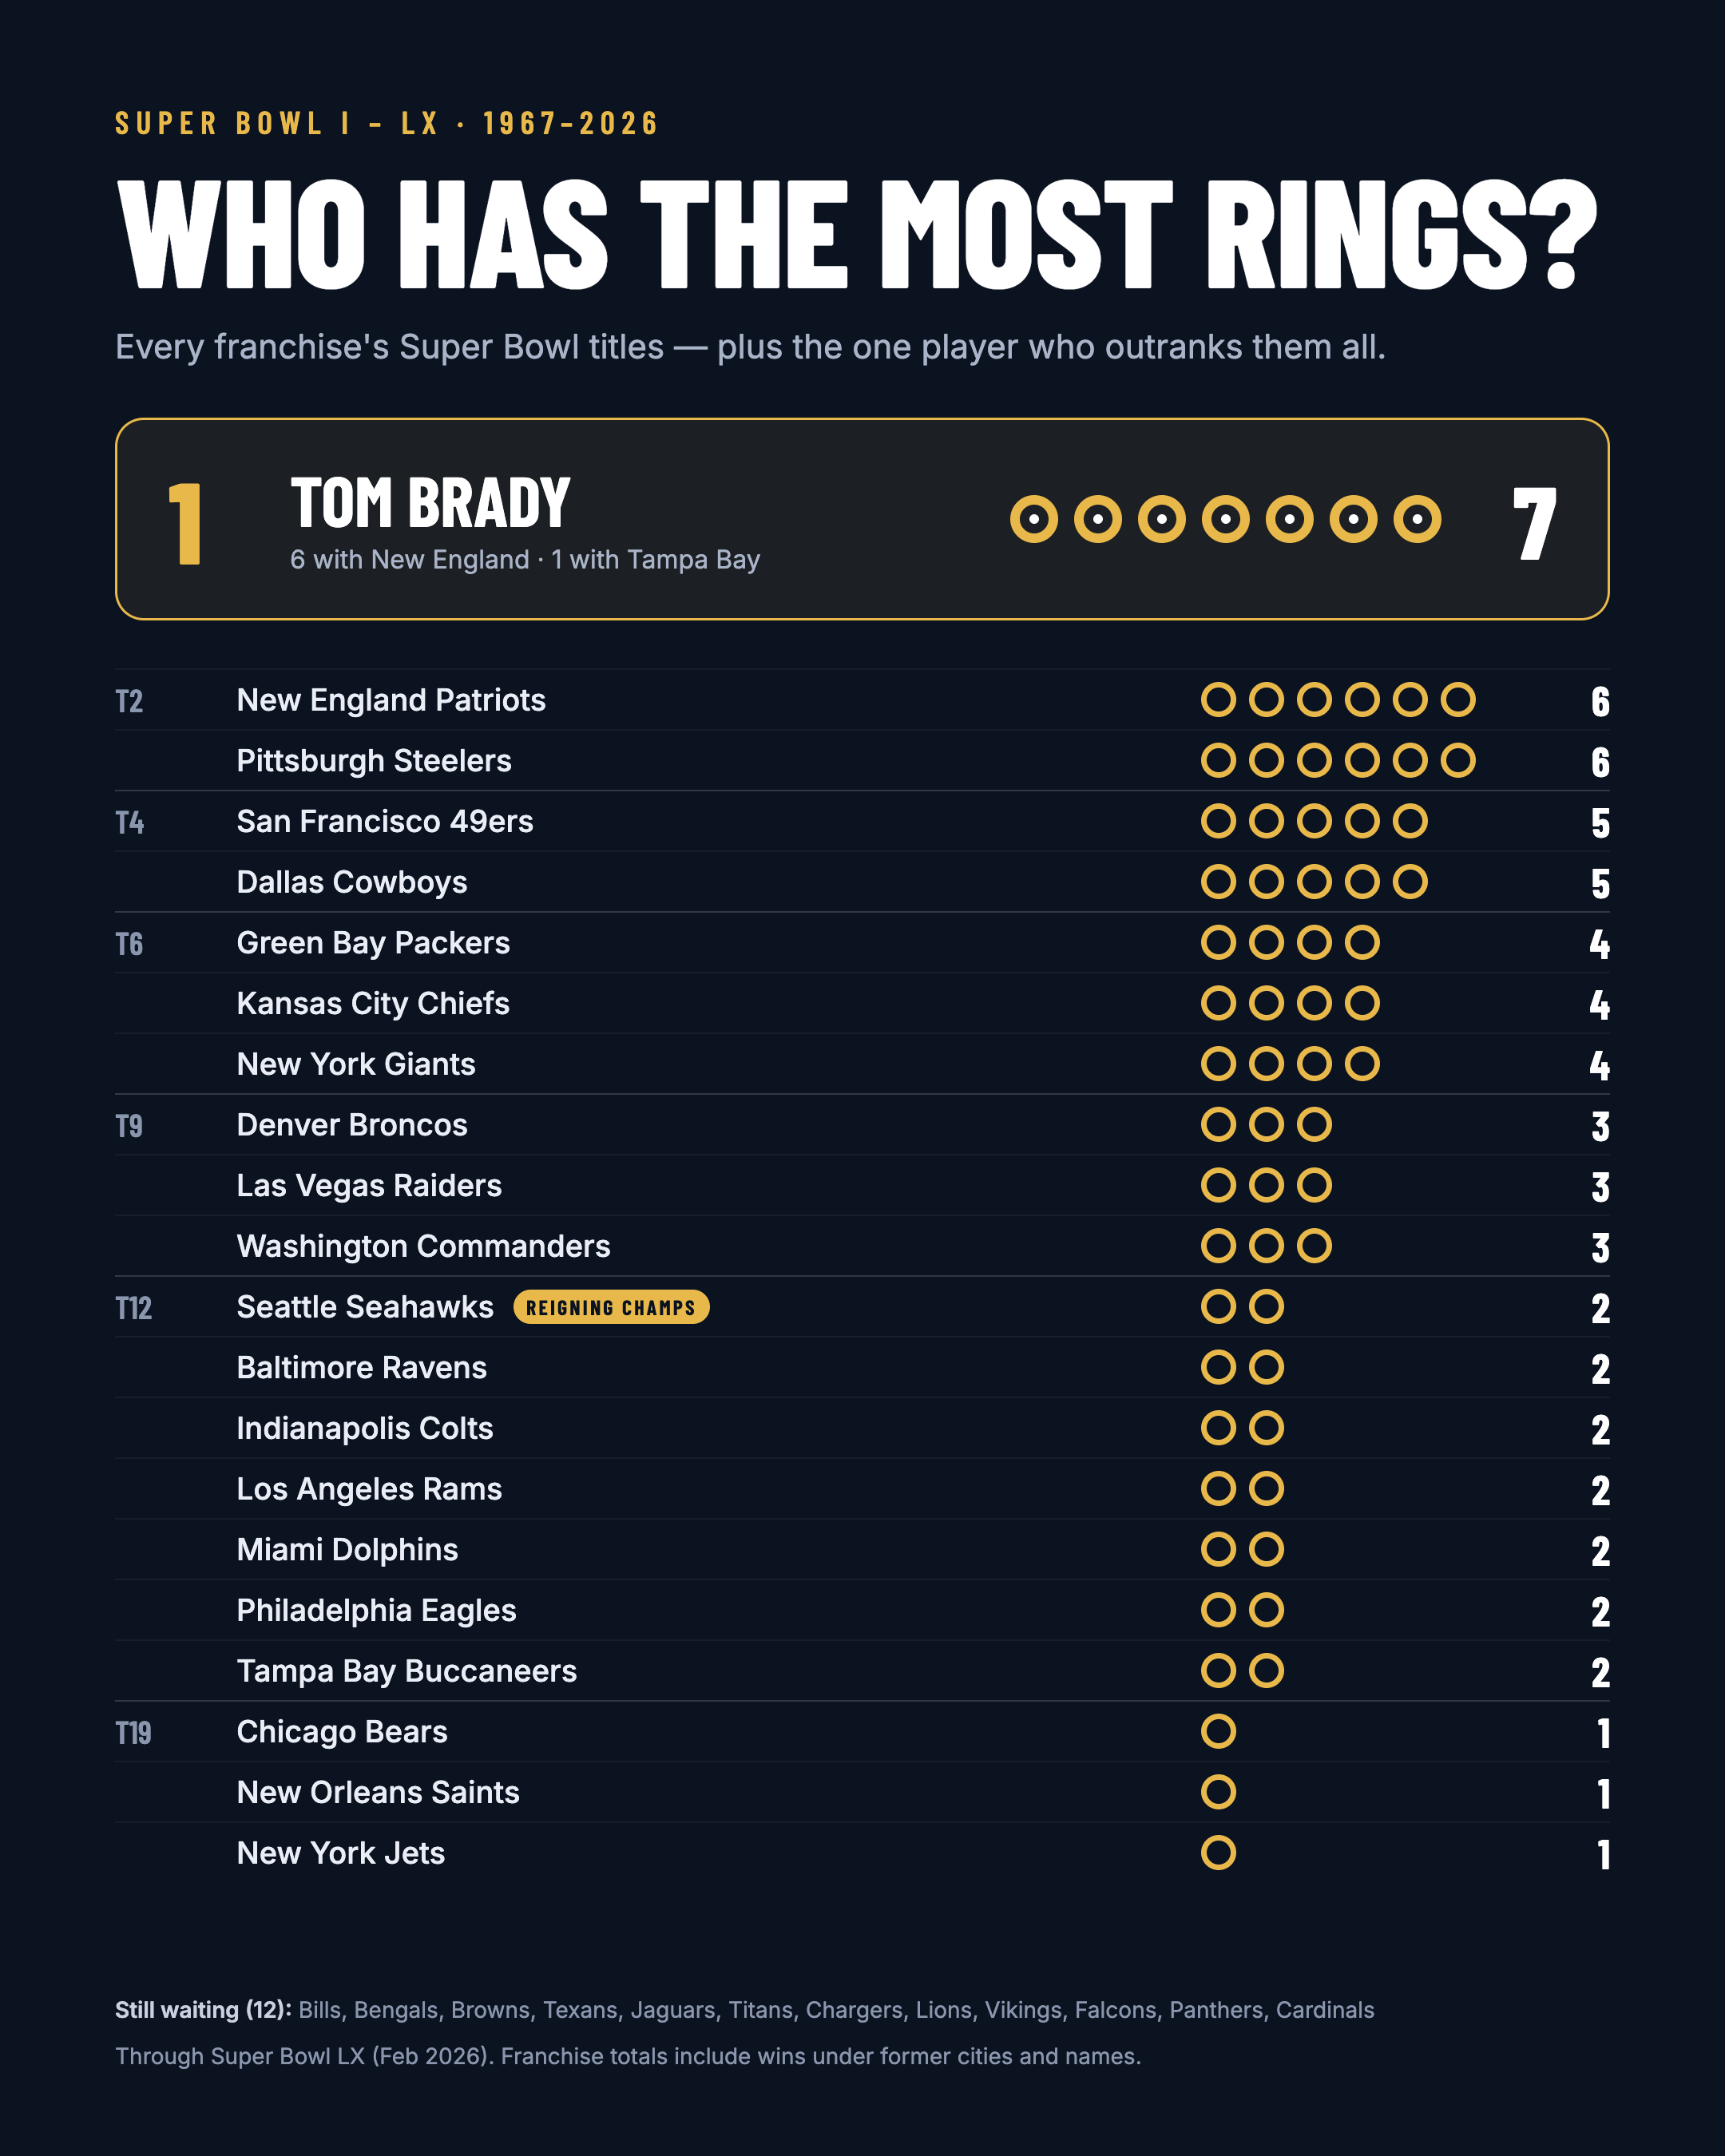 SUPER BOWL I – LX · 1967–2026
WHO HAS THE MOST RINGS?
Every franchise's Super Bowl titles — plus the one player who outranks them all.
1 TOM BRADY 7
6 with New England · 1 with Tampa Bay
T2 New England Patriots 6
Pittsburgh Steelers 6
T4 San Francisco 49ers 5
Dallas Cowboys 5
T6 Green Bay Packers 4
Kansas City Chiefs 4
New York Giants 4
T9 Denver Broncos 3
Las Vegas Raiders 3
Washington Commanders 3
T12 Seattle Seahawks REIGNING CHAMPS 2
Baltimore Ravens 2
Indianapolis Colts 2
Los Angeles Rams 2
Miami Dolphins 2
Philadelphia Eagles 2
Tampa Bay Buccaneers 2
T19 Chicago Bears 1
New Orleans Saints 1
New York Jets 1
Still waiting (12): Bills, Bengals, Browns, Texans, Jaguars, Titans, Chargers, Lions, Vikings, Falcons, Panthers, Cardinals
Through Super Bowl LX (Feb 2026). Franchise totals include wins under former cities and names.